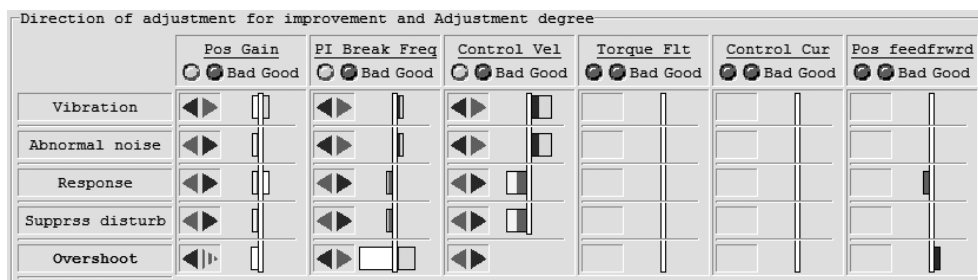 Direction of adjustment for improvement and Adjustment degree
Pos Gain PI Break Freq Control Vel Torque Flt Control Cur Pos feedfrwrd
Bad Good Bad Good Bad Good Bad Good Bad Good Bad Good
Vibration
Abnormal noise
Response
Supprss disturb
Overshoot